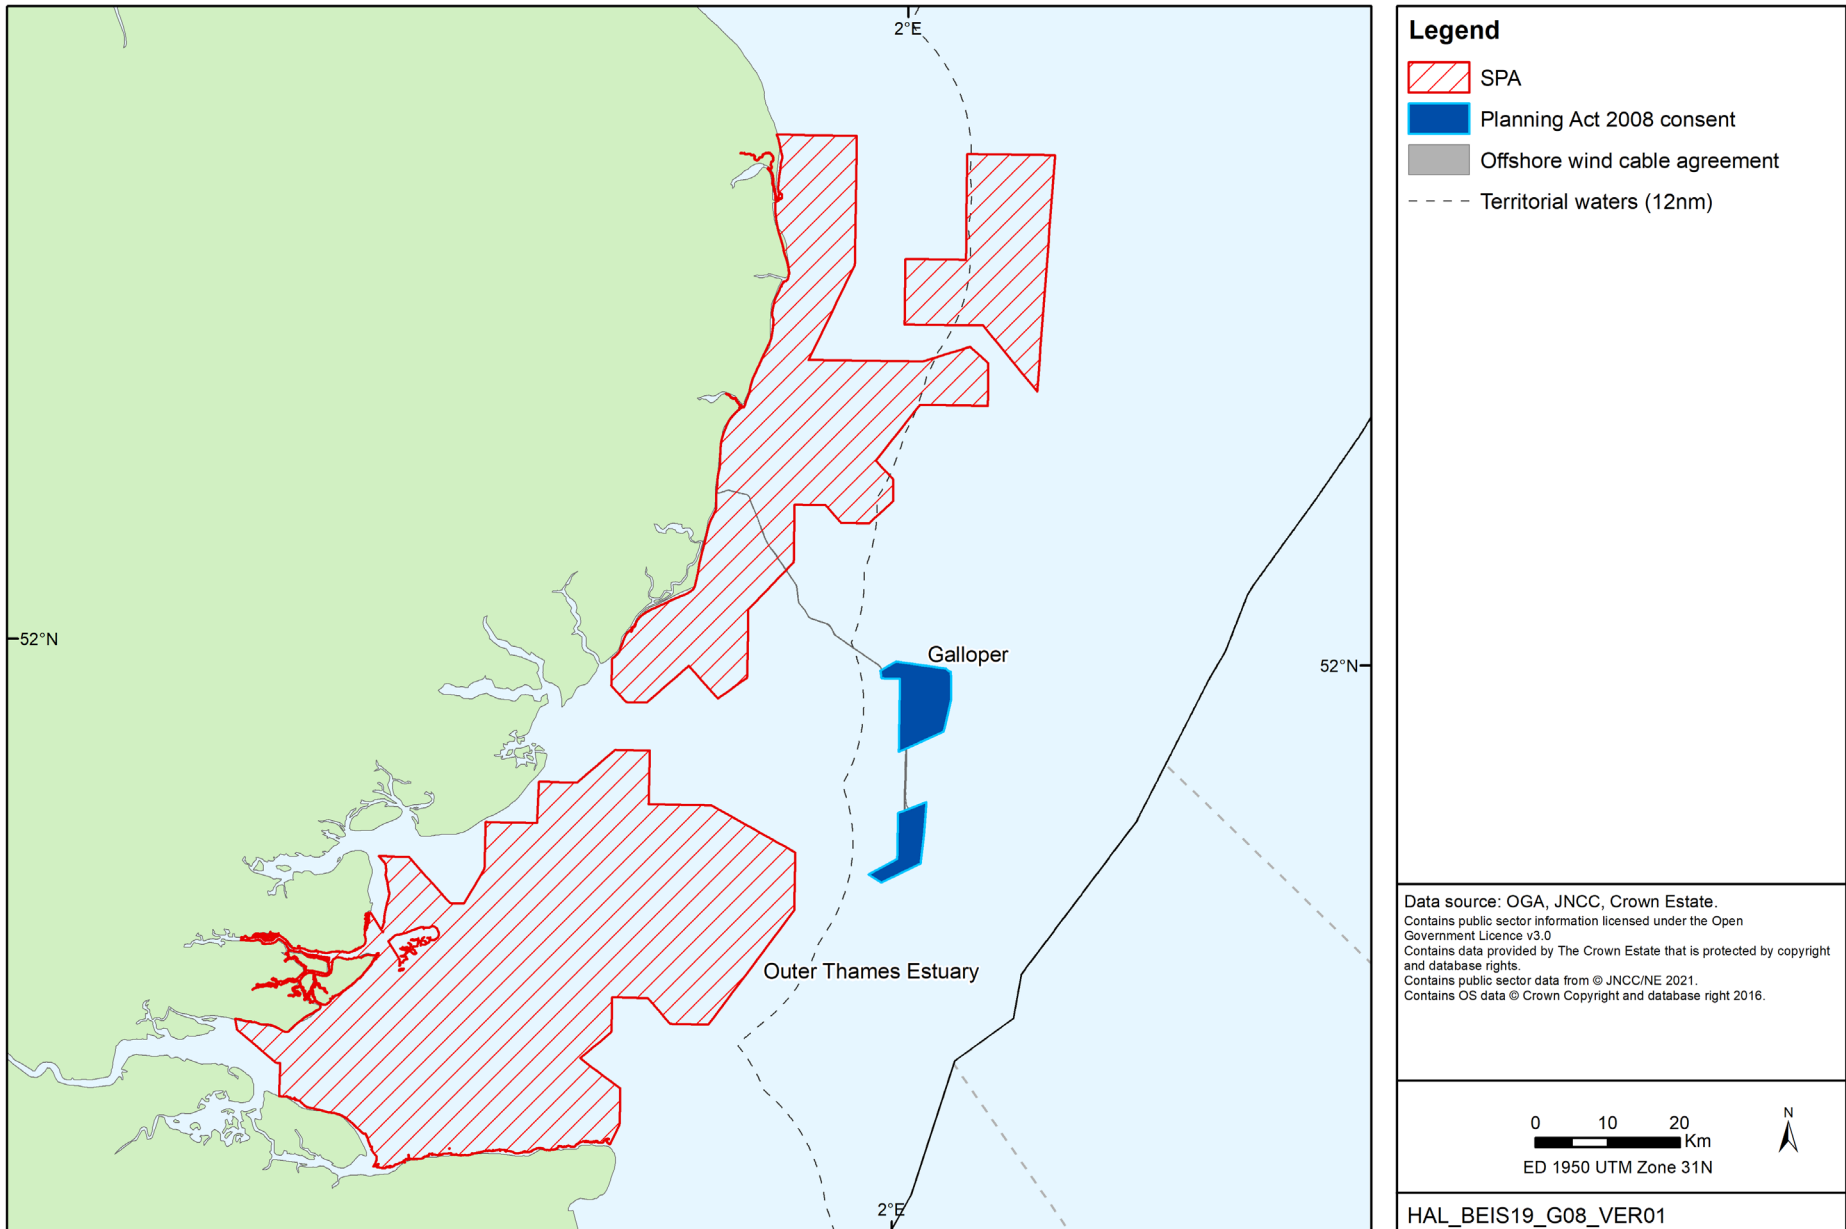 2°E
52°N
Galloper
52°N
Outer Thames Estuary
2°E
Legend
SPA
Planning Act 2008 consent
Offshore wind cable agreement
Territorial waters (12nm)
Data source: OGA, JNCC, Crown Estate.
Contains public sector information licensed under the Open
Government Licence v3.0
Contains data provided by The Crown Estate that is protected by copyright
and database rights.
Contains public sector data from © JNCC/NE 2021.
Contains OS data © Crown Copyright and database right 2016.
0 10 20
Km
N
ED 1950 UTM Zone 31N
HAL_BEIS19_G08_VER01